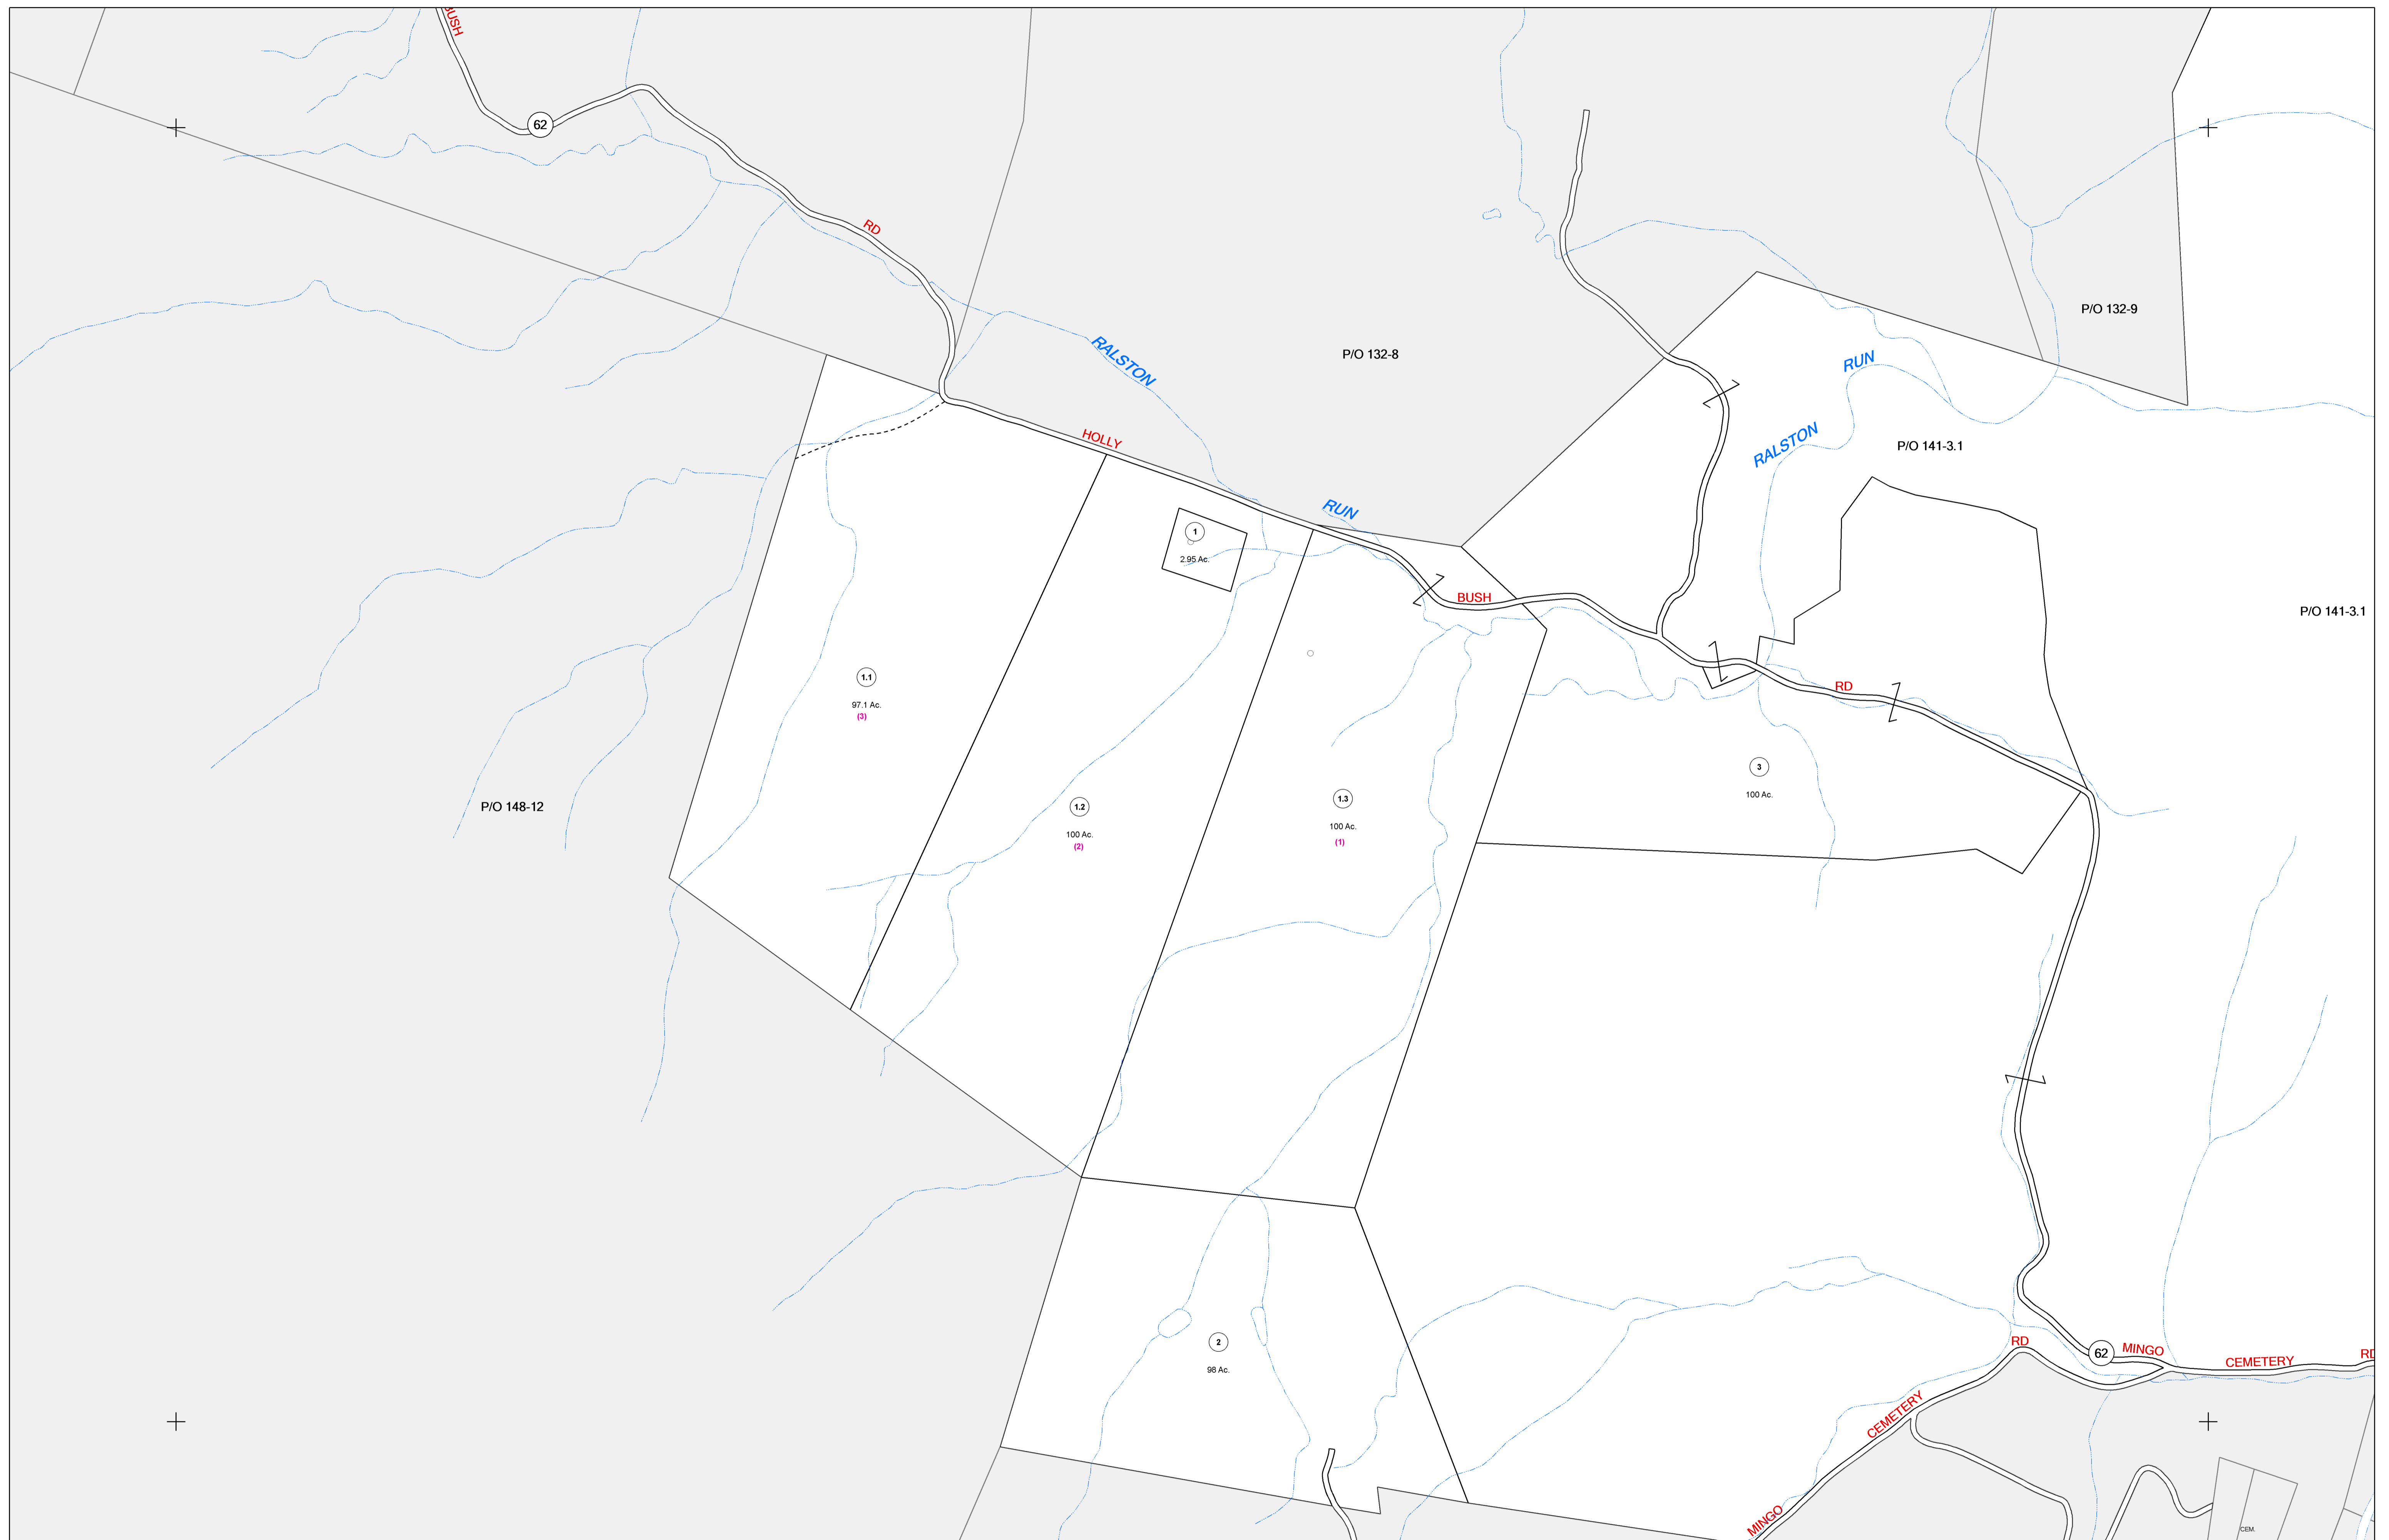 BUSH
62
RD
P/O 132-9
P/O 132-8
RALSTON
RUN
RALSTON
HOLLY
P/O 141-3.1
RUN
1
2.95 Ac.
BUSH
P/O 141-3.1
1.1
97.1 Ac.
(3)
RD
3
100 Ac.
P/O 148-12
1.2
100 Ac.
(2)
1.3
100 Ac.
(1)
2
98 Ac.
RD
62
MINGO
CEMETERY
RD
CEMETERY
MINGO
CEM.